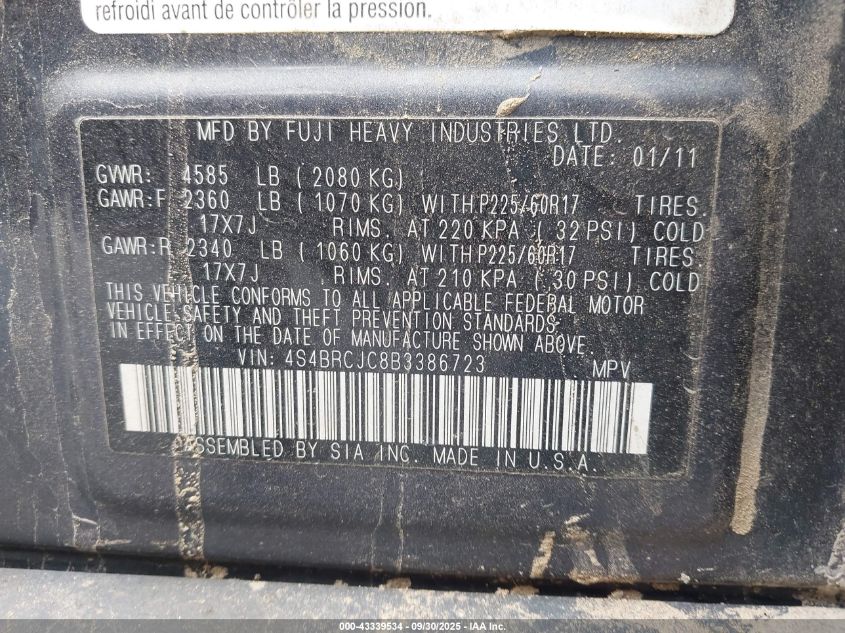 refroidi avant de contrôler la pression.
MFD BY FUJI HEAVY INDUSTRIES LTD.
DATE: 01/11
GVWR: 4585 LB ( 2080 KG)
GAWR:F 2360 LB ( 1070 KG) WITH P225/60R17 TIRES.
17X7J RIMS. AT 220 KPA ( 32 PSI) COLD
GAWR:R 2340 LB ( 1060 KG) WITH P225/60R17 TIRES
17X7J RIMS. AT 210 KPA ( 30 PSI) COLD
THIS VEHICLE CONFORMS TO ALL APPLICABLE FEDERAL MOTOR
VEHICLE SAFETY AND THEFT PREVENTION STANDARDS
IN EFFECT ON THE DATE OF MANUFACTURE SHOWN ABOVE.
VIN: 4S4BRCJC8B3386723 MPV
ASSEMBLED BY SIA INC. MADE IN U.S.A.
000-43339534 - 09/30/2025 - IAA Inc.